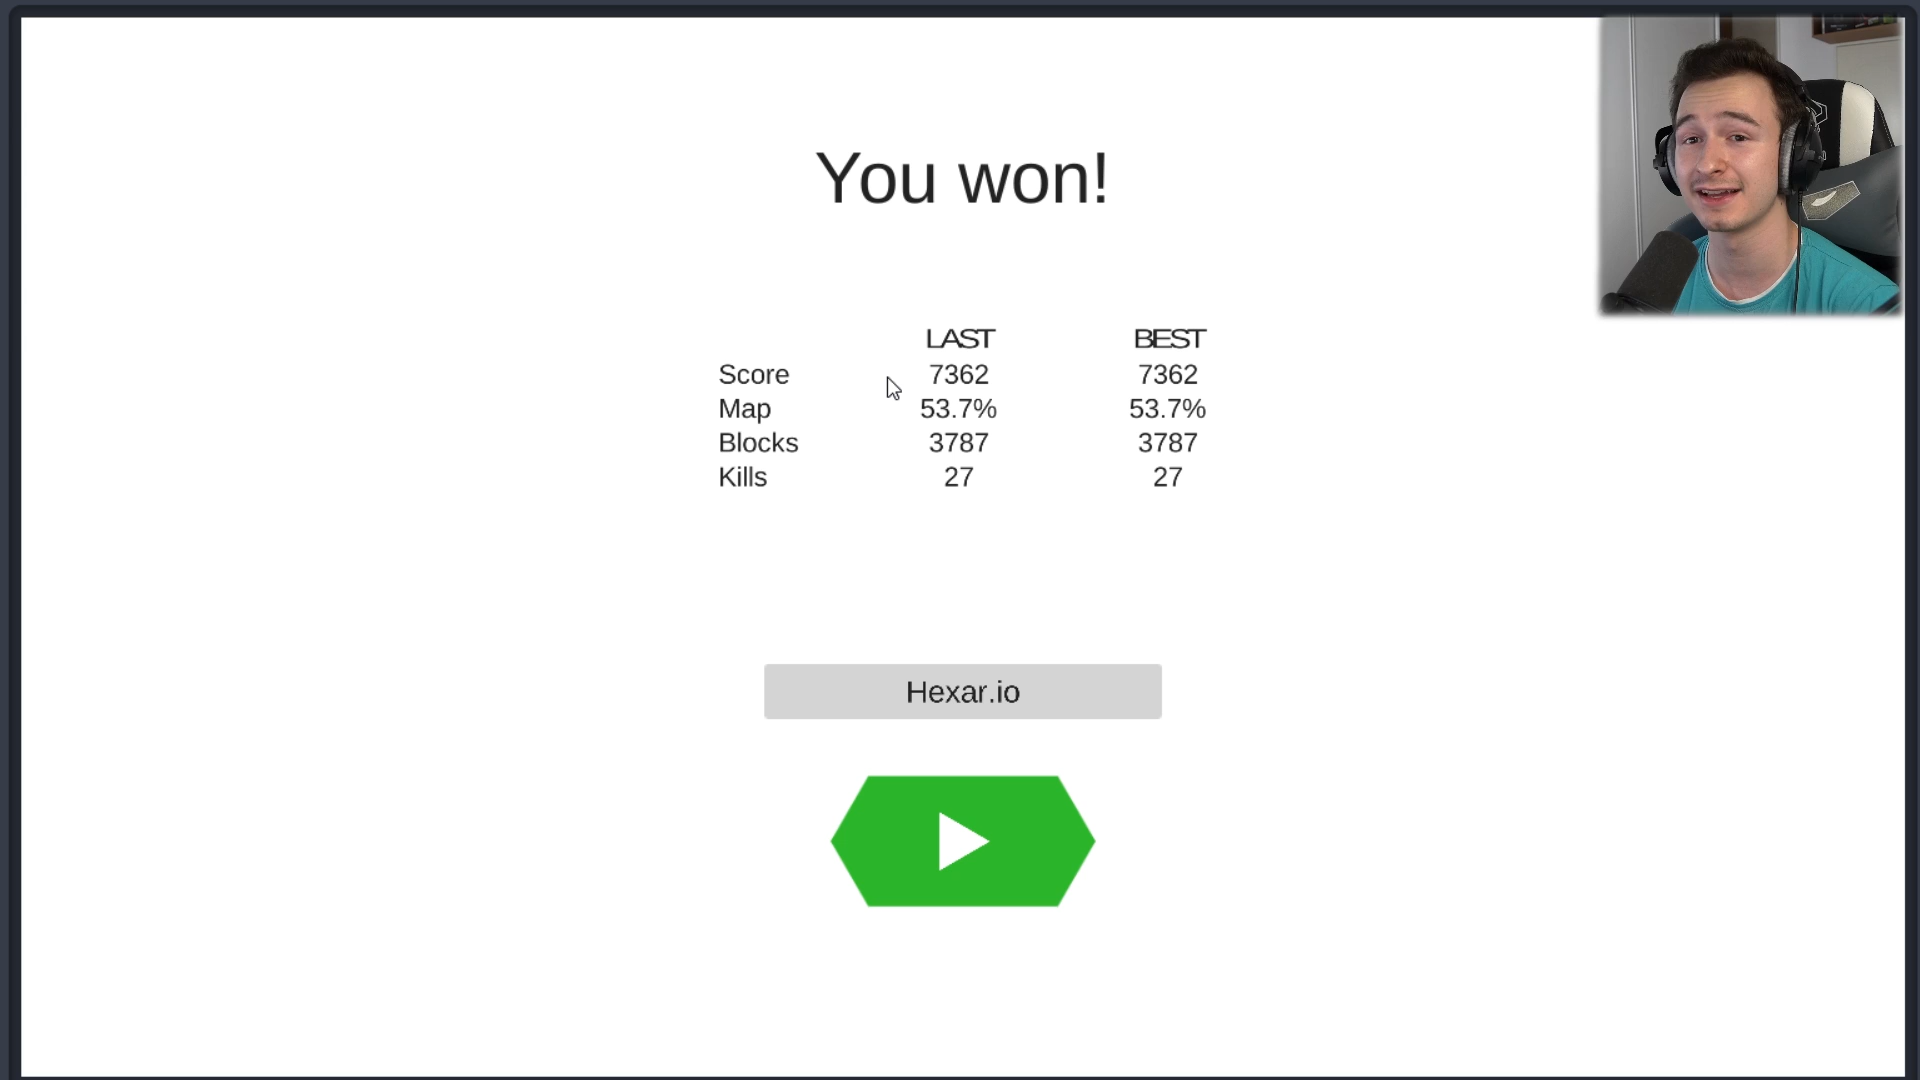 You won!
LAST BEST
Score 7362 7362
Map 53.7% 53.7%
Blocks 3787 3787
Kills 27 27
Hexar.io